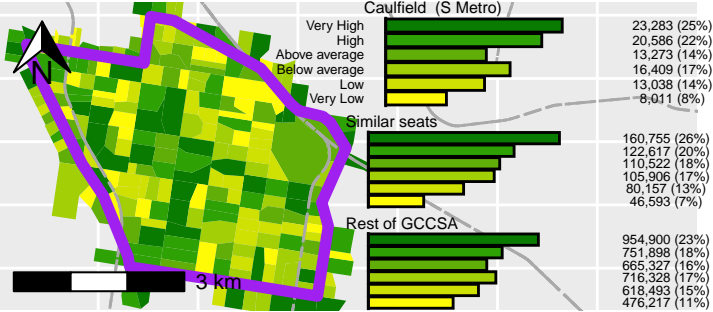 Caulfield (S Metro)
Very High 23,283 (25%)
High 20,586 (22%)
Above average 13,273 (14%)
Below average 16,409 (17%)
Low 13,038 (14%)
Very Low 8,011 (8%)
N
Similar seats
160,755 (26%)
122,617 (20%)
110,522 (18%)
105,906 (17%)
80,157 (13%)
46,593 (7%)
Rest of GCCSA
954,900 (23%)
751,898 (18%)
665,327 (16%)
716,328 (17%)
618,493 (15%)
476,217 (11%)
3 km